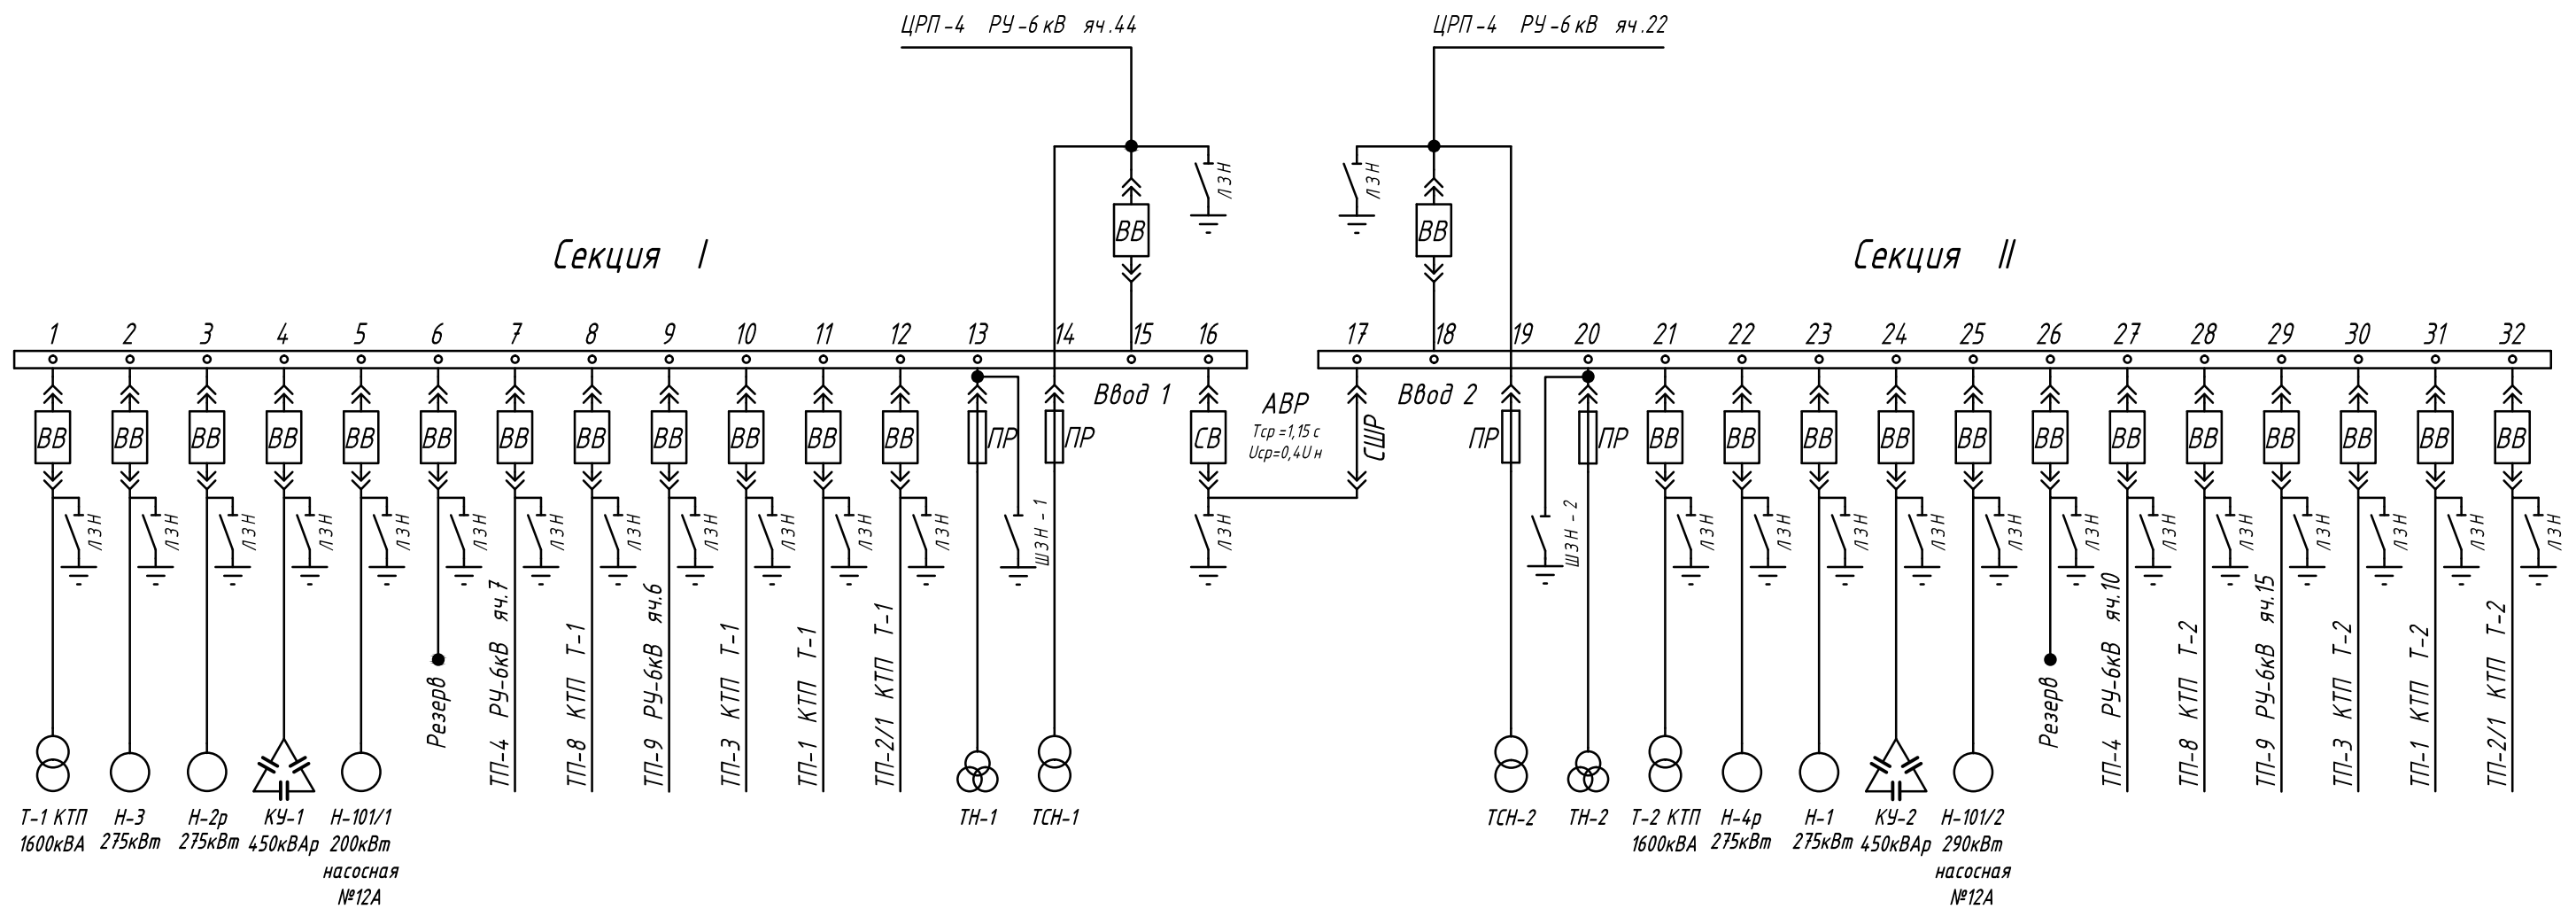 ЦРП-4 РУ-6кВ яч.44
ЦРП-4 РУ-6кВ яч.22
ЛЗН
ЛЗН
ВВ
ВВ
Секция I
Секция II
1 2 3 4 5 6 7 8 9 10 11 12 13 14 15 16 17 18 19 20 21 22 23 24 25 26 27 28 29 30 31 32
Ввод 1
АВР
Тср=1,15 с
Uср=0,4Uн
Ввод 2
ВВ ВВ ВВ ВВ ВВ ВВ ВВ ВВ ВВ ВВ ВВ ВВ ПР ПР СВ СШР ПР ПР ВВ ВВ ВВ ВВ ВВ ВВ ВВ ВВ ВВ ВВ ВВ ВВ
ЛЗН ЛЗН ЛЗН ЛЗН ЛЗН ЛЗН ЛЗН ЛЗН ЛЗН ЛЗН ЛЗН ЛЗН ШЗН-1 ЛЗН ШЗН-2 ЛЗН ЛЗН ЛЗН ЛЗН ЛЗН ЛЗН ЛЗН ЛЗН ЛЗН ЛЗН ЛЗН ЛЗН
Резерв
ТП-4 РУ-6кВ яч.7
ТП-8 КТП Т-1
ТП-9 РУ-6кВ яч.6
ТП-3 КТП Т-1
ТП-1 КТП Т-1
ТП-2/1 КТП Т-1
Резерв
ТП-4 РУ-6кВ яч.10
ТП-8 КТП Т-2
ТП-9 РУ-6кВ яч.15
ТП-3 КТП Т-2
ТП-1 КТП Т-2
ТП-2/1 КТП Т-2
Т-1 КТП
1600кВА
Н-3
275кВт
Н-2р
275кВт
КУ-1
450кВАр
Н-101/1
200кВт
насосная
№12А
ТН-1
ТСН-1
ТСН-2
ТН-2
Т-2 КТП
1600кВА
Н-4р
275кВт
Н-1
275кВт
КУ-2
450кВАр
Н-101/2
290кВт
насосная
№12А